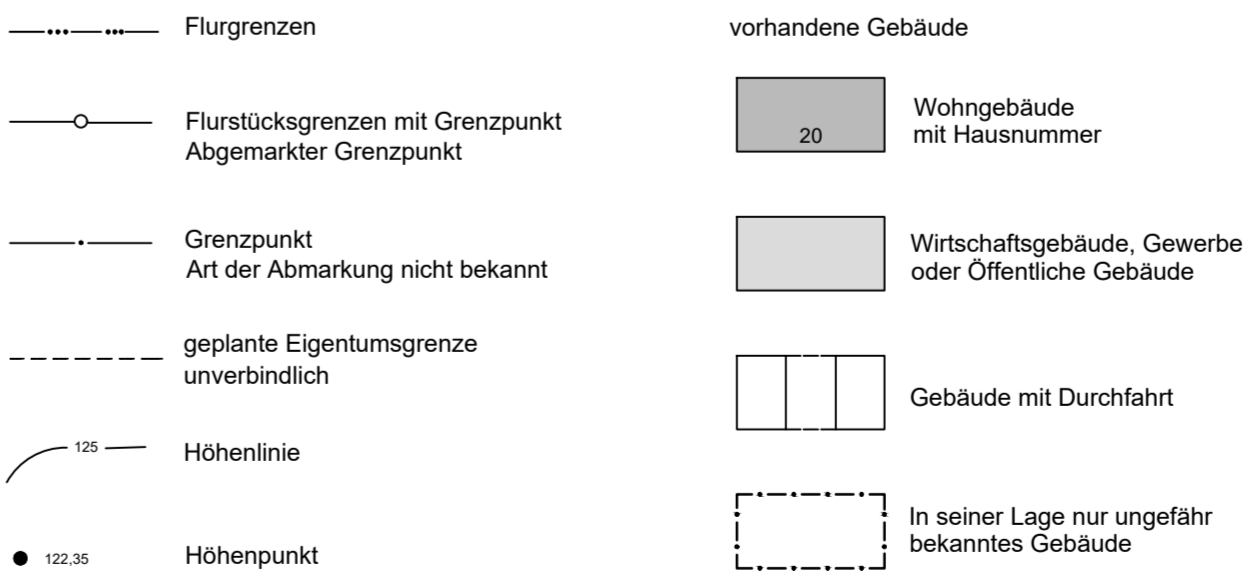 Flurgrenzen
Flurstücksgrenzen mit Grenzpunkt
Abgemarkter Grenzpunkt
Grenzpunkt
Art der Abmarkung nicht bekannt
geplante Eigentumsgrenze
unverbindlich
125
Höhenlinie
122,35
Höhenpunkt
vorhandene Gebäude
20
Wohngebäude
mit Hausnummer
Wirtschaftsgebäude, Gewerbe
oder Öffentliche Gebäude
Gebäude mit Durchfahrt
In seiner Lage nur ungefähr
bekanntes Gebäude